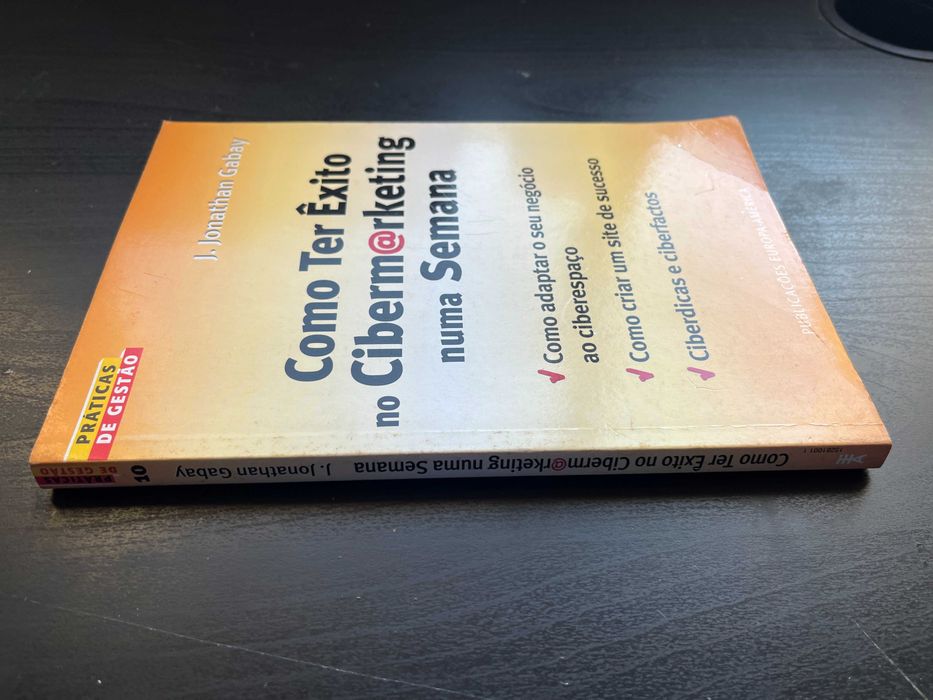 J. Jonathan Gabay
PRÁTICAS
DE GESTÃO
Como Ter Êxito
no Ciberm@rketing
numa Semana
Como adaptar o seu negócio
ao ciberespaço
Como criar um site de sucesso
Ciberdicas e ciberfactos
PUBLICAÇÕES EUROPA-AMÉRICA
PRÁTICAS
DE GESTÃO
10
J. Jonathan Gabay
Como Ter Êxito no Ciberm@rketing numa Semana